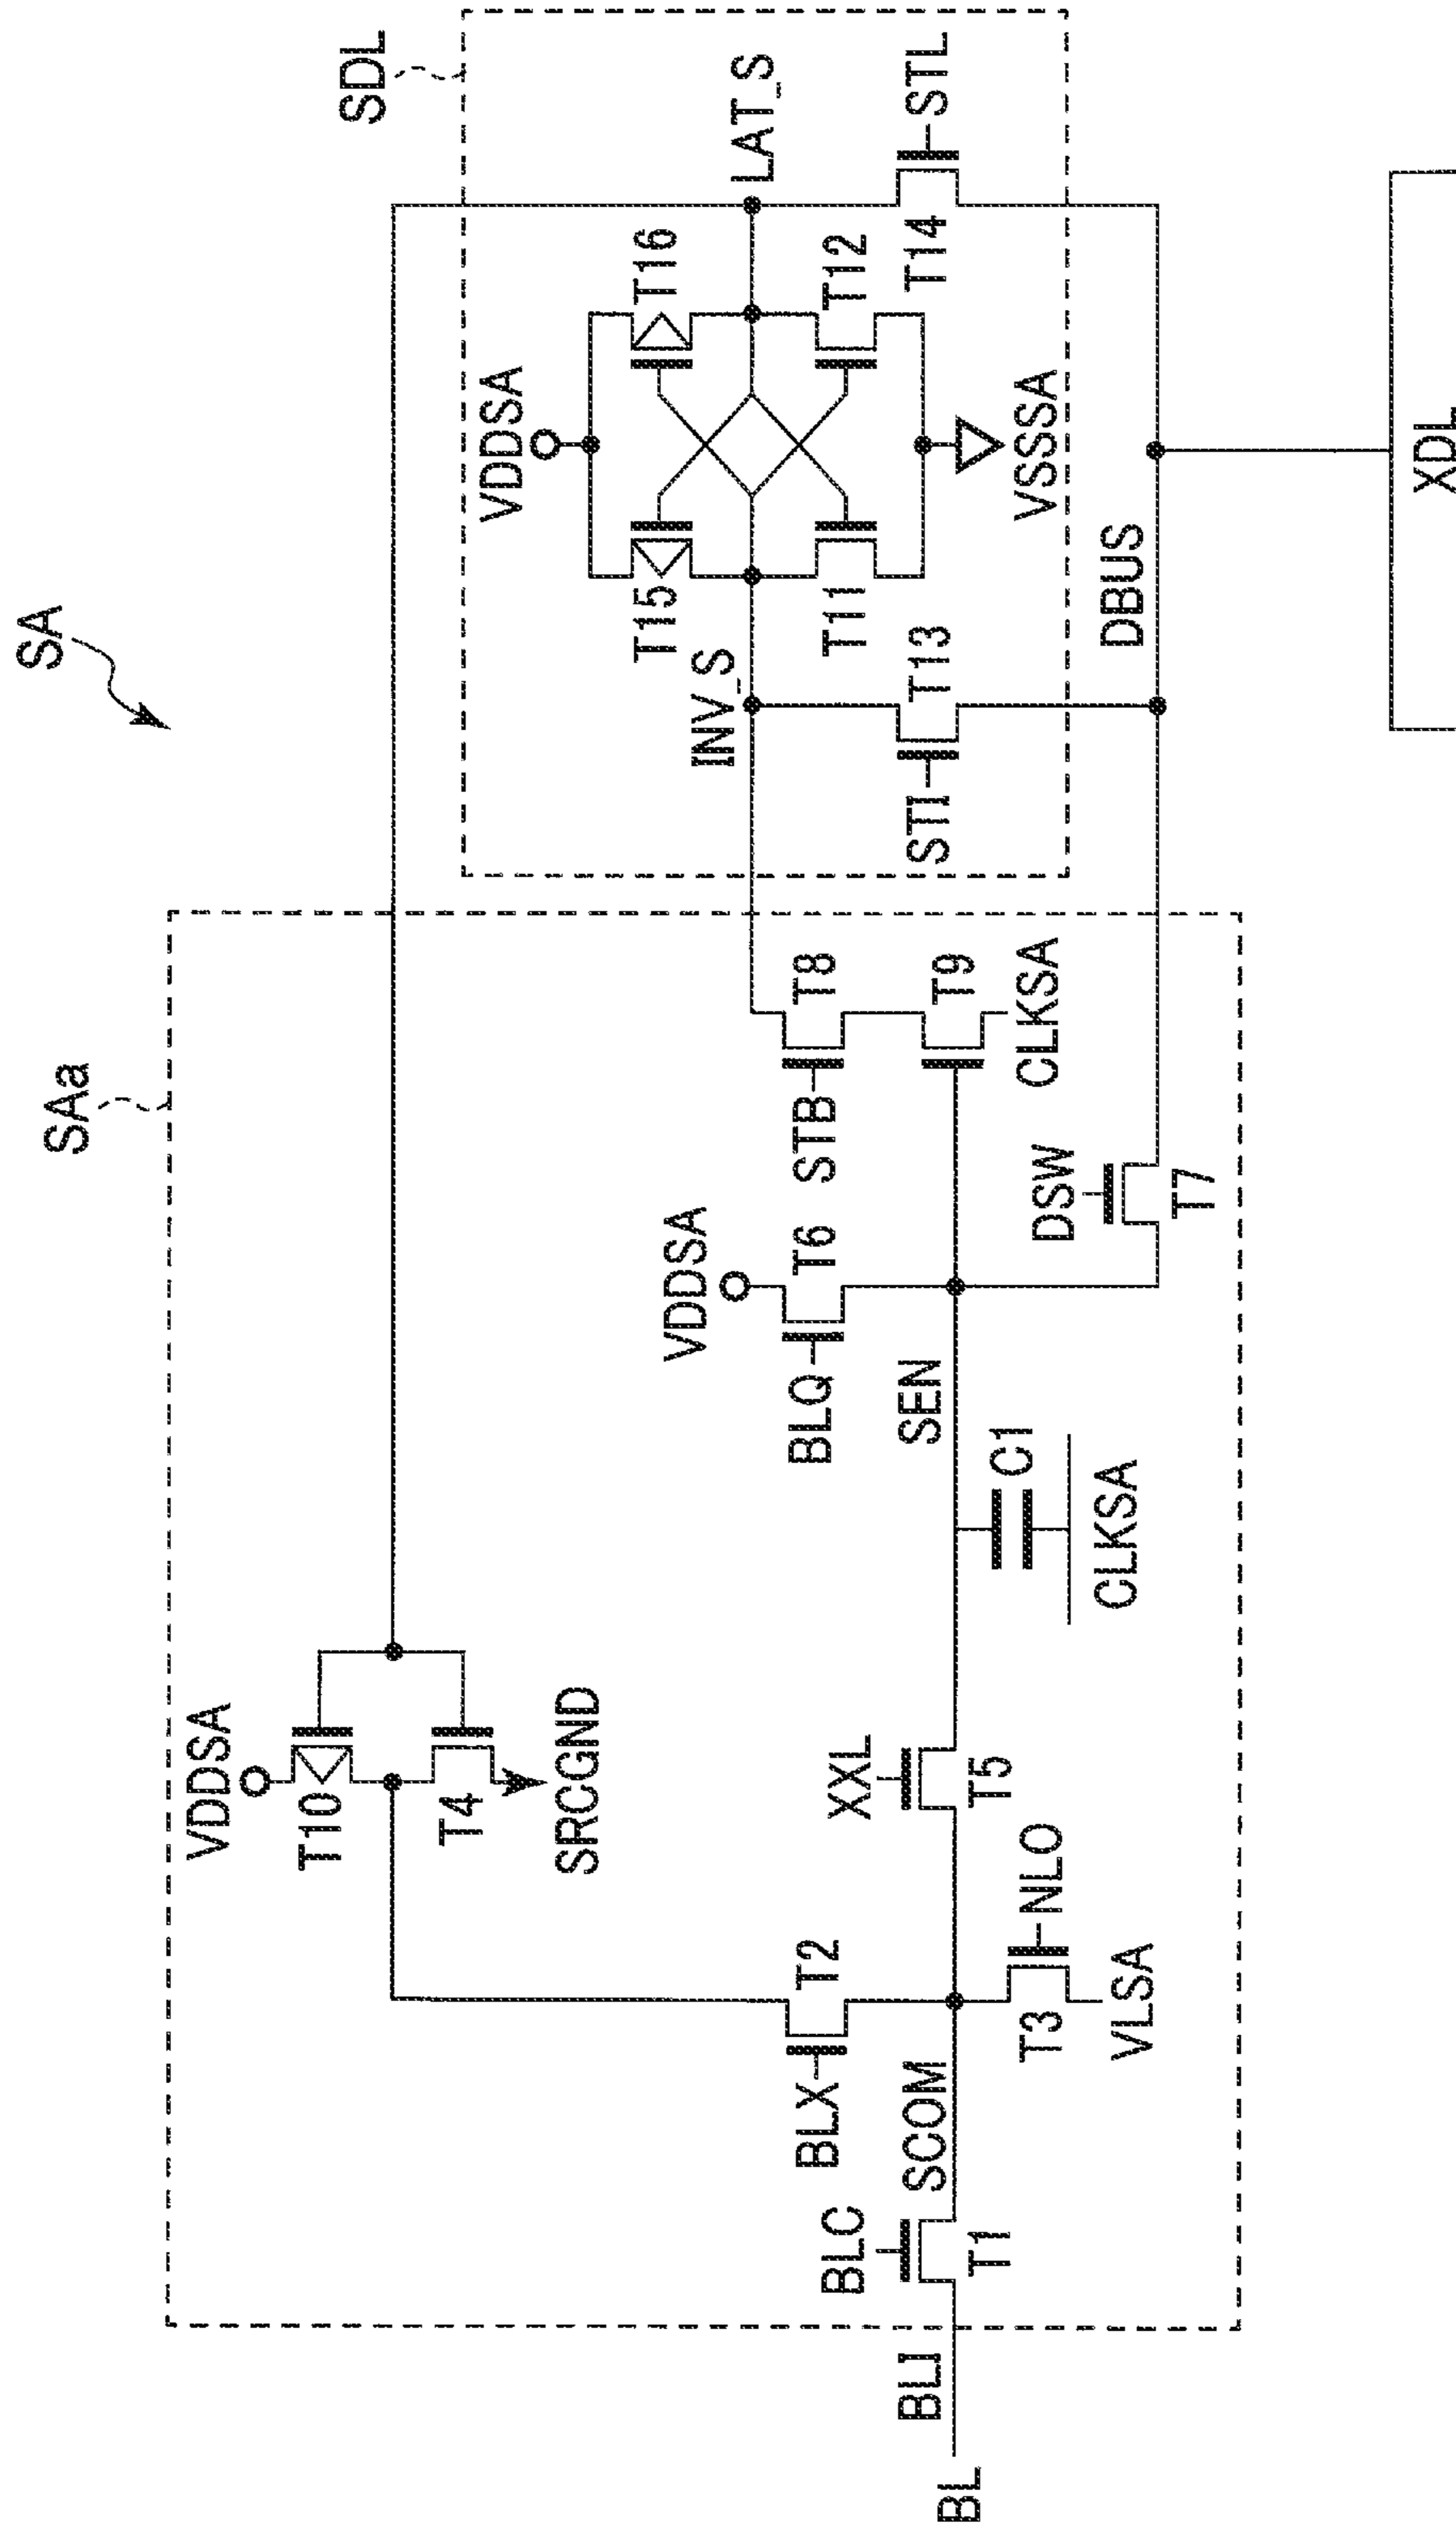 SA
SAa
SDL
VDDSA
T10
T4
SRCGND
VDDSA
T15
T16
LAT_S
INV_S
T11
T12
VSSSA
STI
T13
T14
STL
DBUS
XDL
BLX
T2
XXL
T5
VDDSA
BLQ
T6
STB
T8
T9
CLKSA
SEN
C1
CLKSA
DSW
T7
BL
BLI
BLC
T1
SCOM
T3
NLO
VLSA